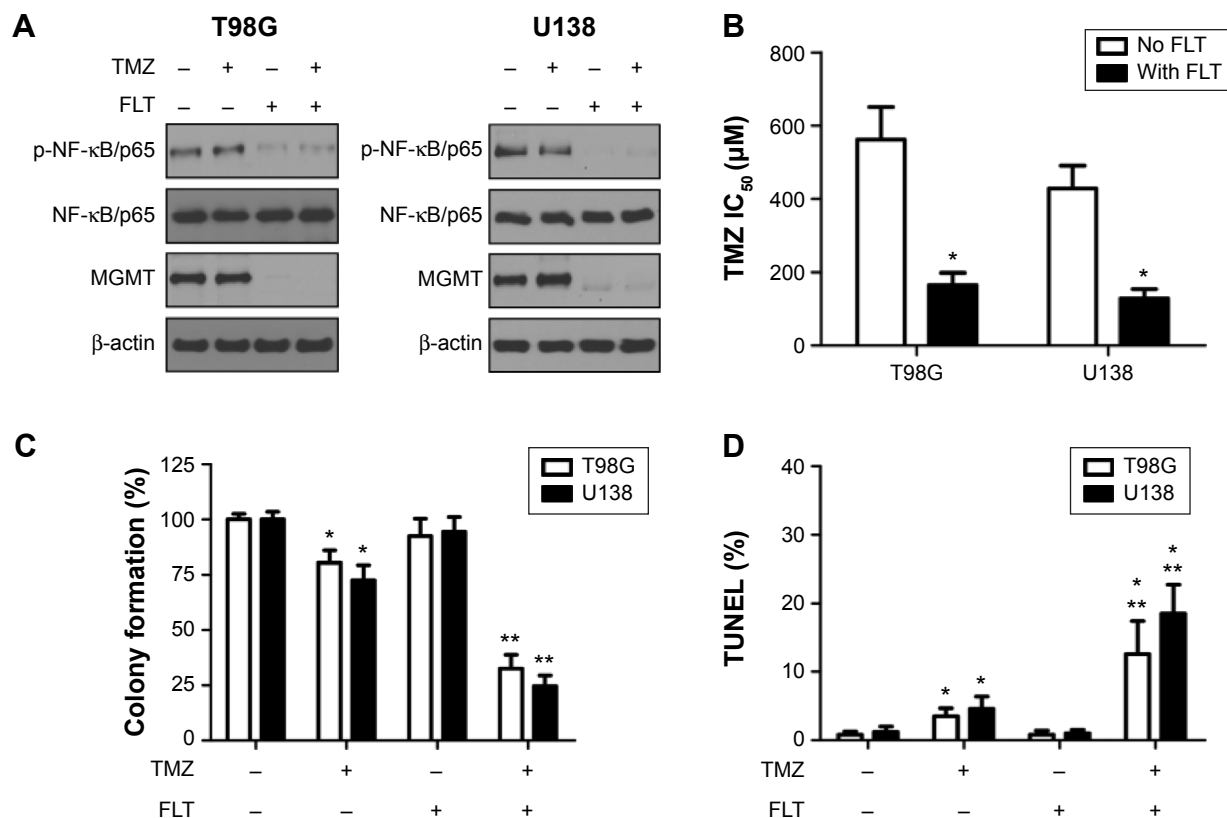 A
T98G
U138
TMZ – + – + – + – +
FLT – – + + – – + +
p-NF-κB/p65
p-NF-κB/p65
NF-κB/p65
NF-κB/p65
MGMT
MGMT
β-actin
β-actin
B
No FLT
With FLT
TMZ IC50 (μM)
800
600
400
200
0
*
*
T98G
U138
C
T98G
U138
Colony formation (%)
125
100
75
50
25
0
* *
** **
TMZ – + – +
FLT – – + +
D
T98G
U138
TUNEL (%)
40
30
20
10
0
* *
* *
** **
TMZ – + – +
FLT – – + +